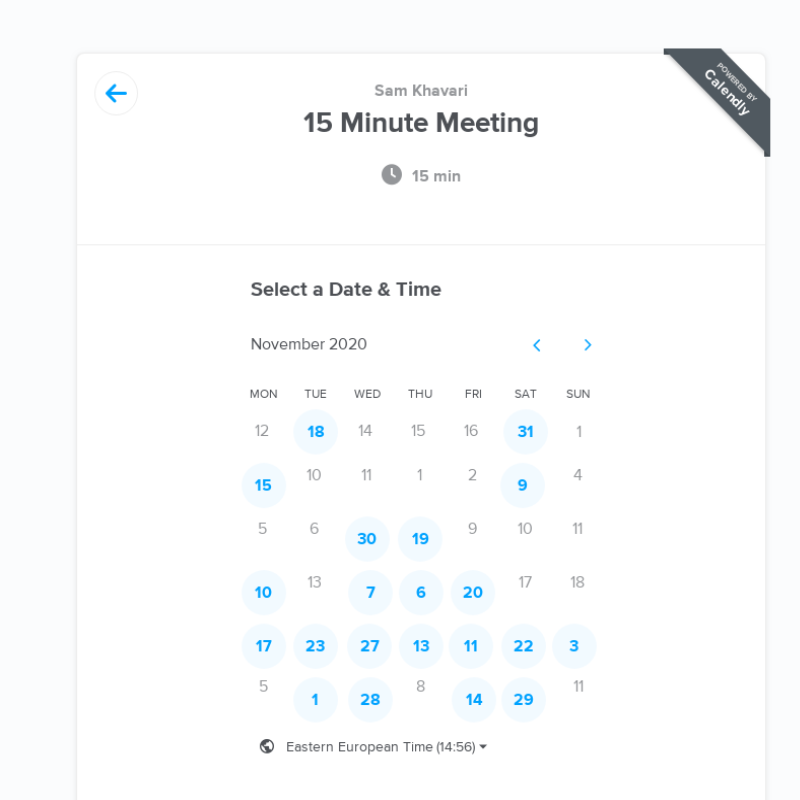 Sam Khavari
POWERED BY
Calendly
15 Minute Meeting
15 min
Select a Date & Time
November 2020
MON TUE WED THU FRI SAT SUN
12 18 14 15 16 31 1
15 10 11 1 2 9 4
5 6 30 19 9 10 11
10 13 7 6 20 17 18
17 23 27 13 11 22 3
5 1 28 8 14 29 11
Eastern European Time (14:56)